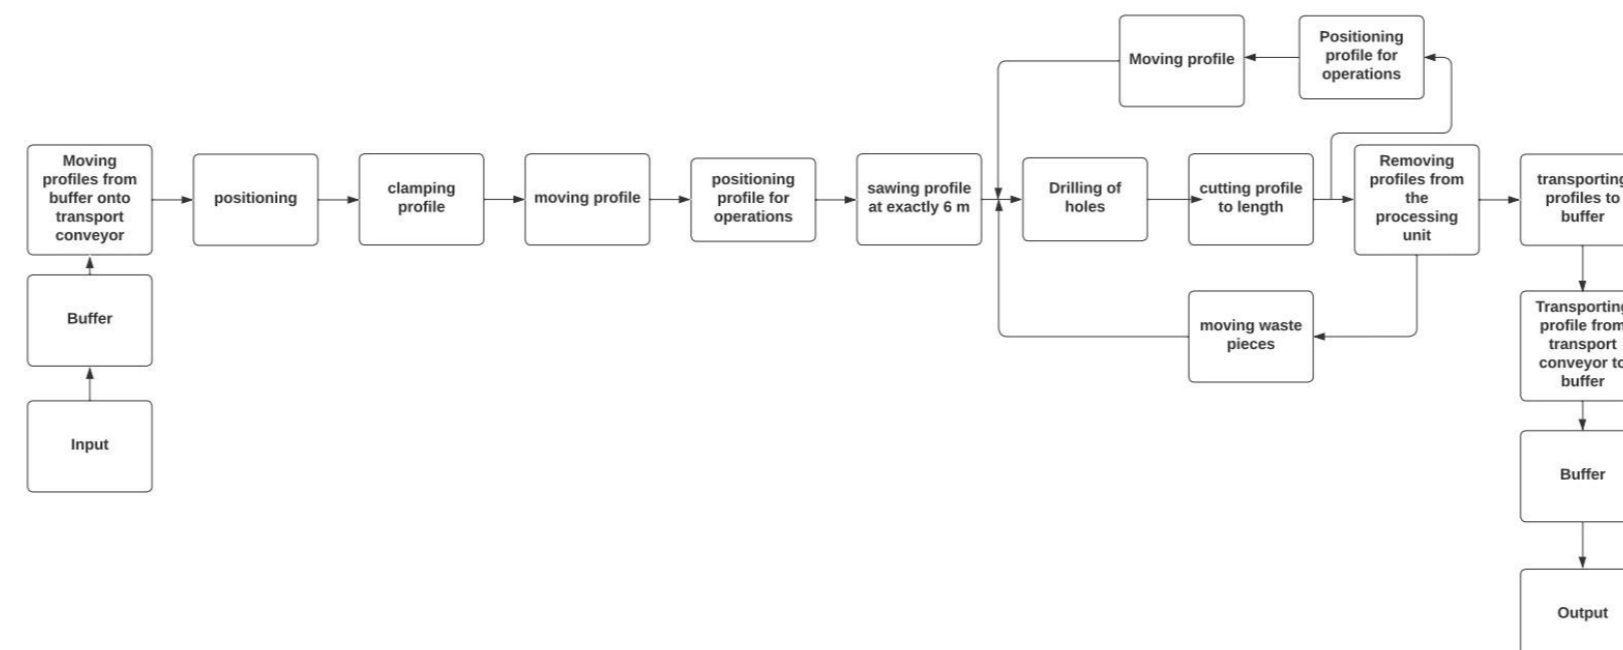 Moving profile
Positioning
profile for
operations
Moving
profiles from
buffer onto
transport
conveyor
positioning
clamping
profile
moving profile
positioning
profile for
operations
sawing profile
at exactly 6 m
Drilling of
holes
cutting profile
to length
Removing
profiles from
the
processing
unit
transporting
profiles to
buffer
Buffer
moving waste
pieces
Transporting
profile from
transport
conveyor to
buffer
Input
Buffer
Output